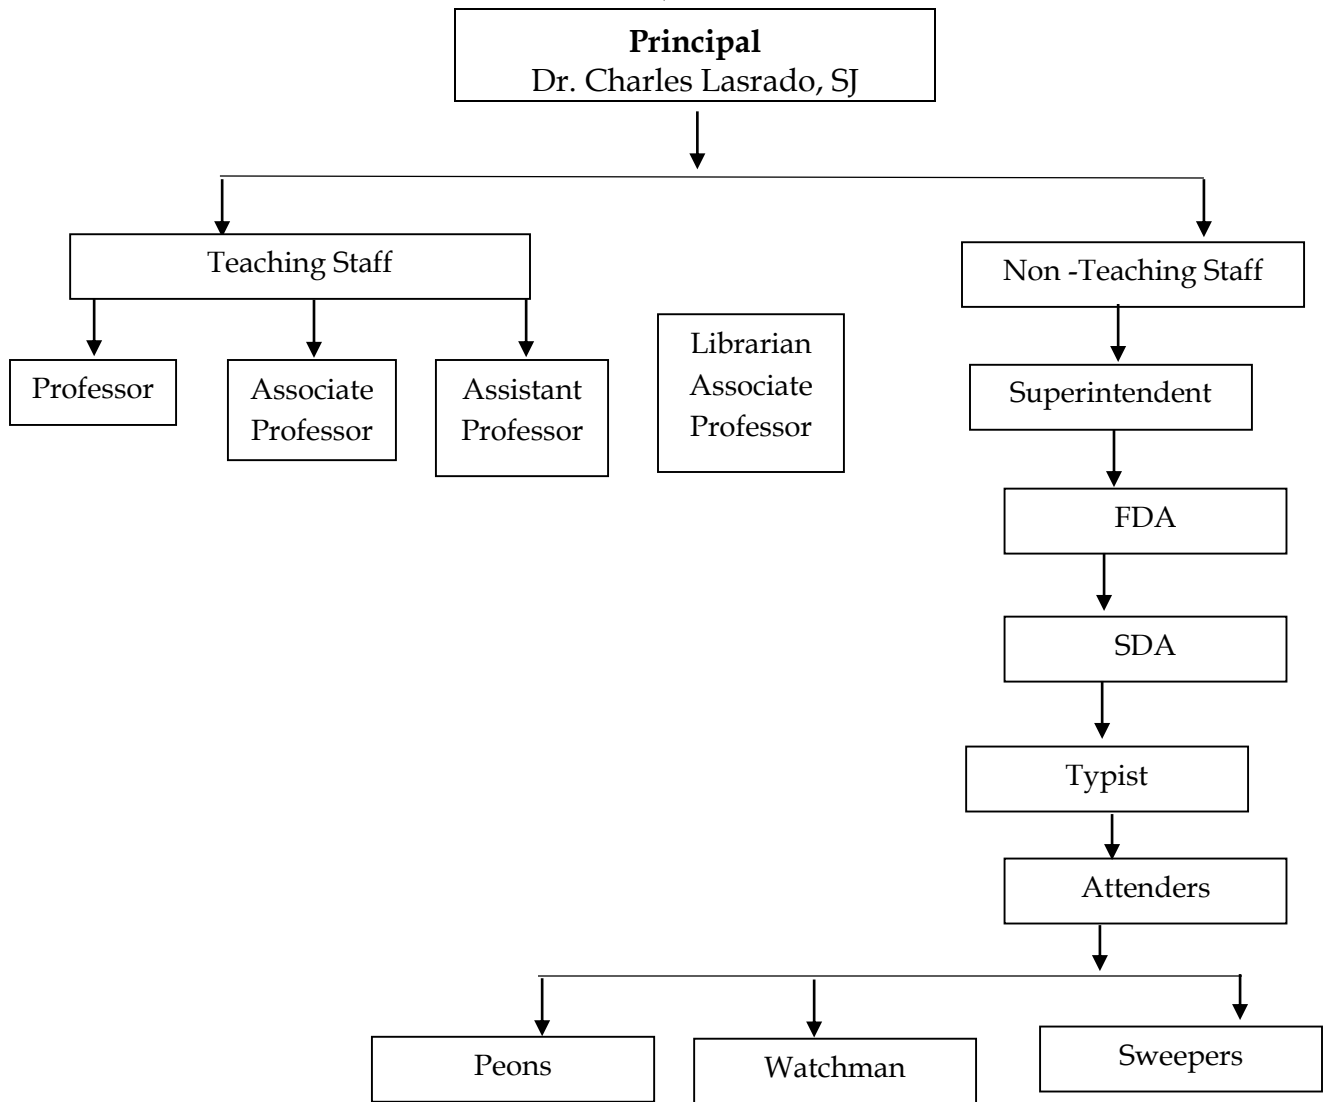 Principal
Dr. Charles Lasrado, SJ
Teaching Staff
Non -Teaching Staff
Professor
Associate
Professor
Assistant
Professor
Librarian
Associate
Professor
Superintendent
FDA
SDA
Typist
Attenders
Peons
Watchman
Sweepers